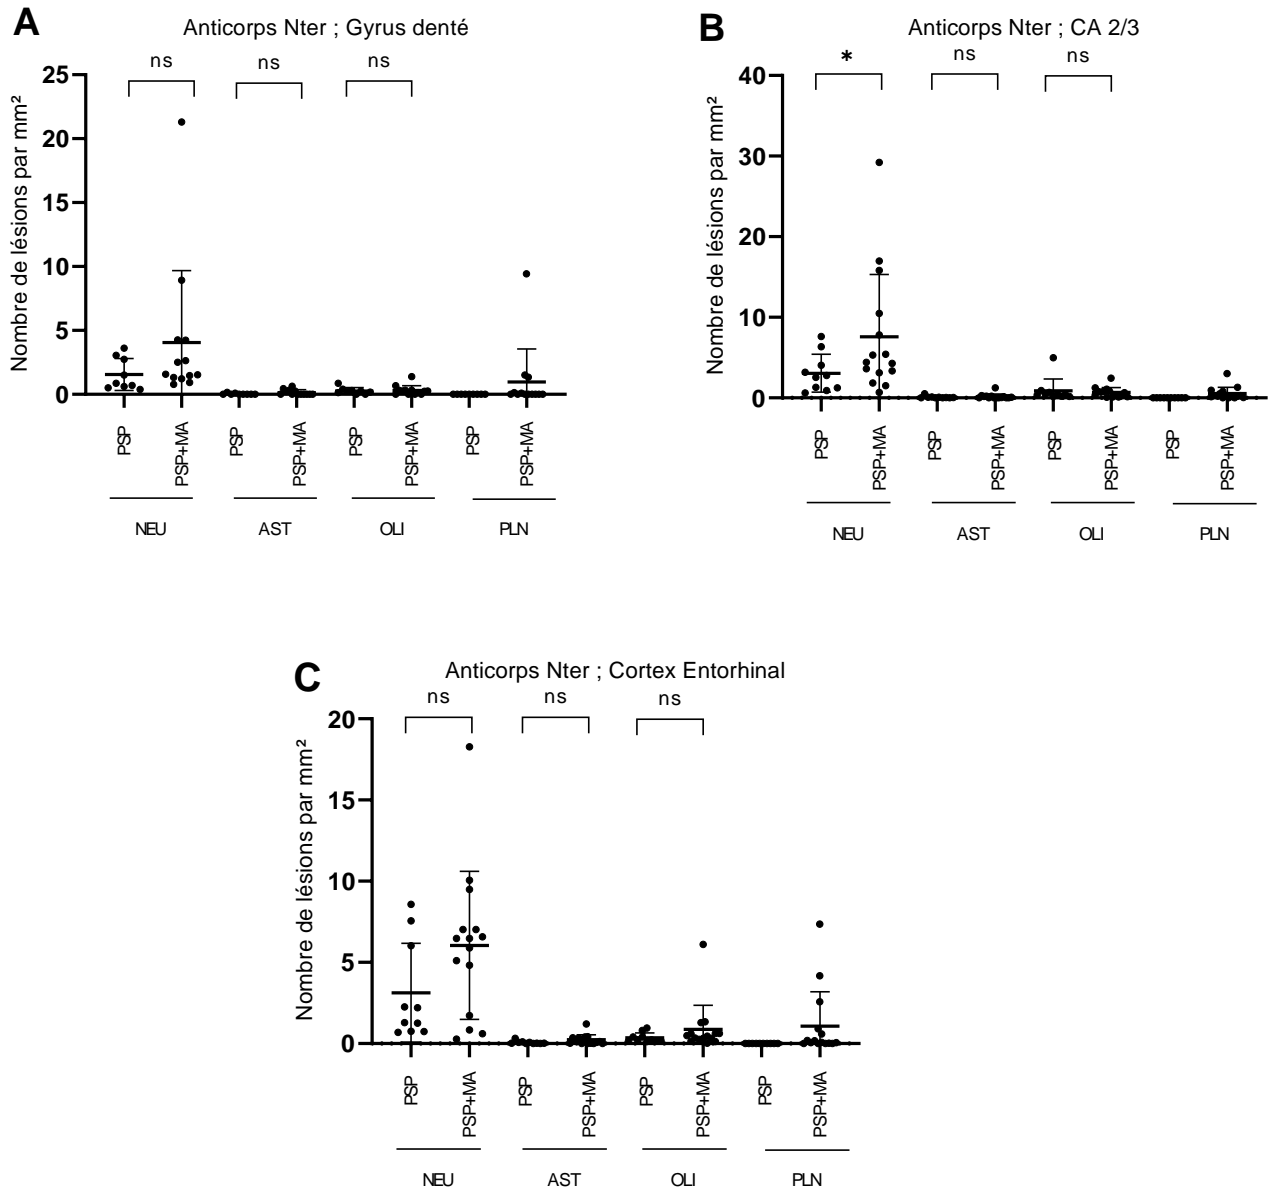 A
Anticorps Nter ; Gyrus denté
ns ns ns
Nombre de lésions par mm²
25
20
15
10
5
0
PSP PSP+MA PSP PSP+MA PSP PSP+MA PSP PSP+MA
NEU AST OLI PLN
B
Anticorps Nter ; CA 2/3
* ns ns
Nombre de lésions par mm²
40
30
20
10
0
PSP PSP+MA PSP PSP+MA PSP PSP+MA PSP PSP+MA
NEU AST OLI PLN
C
Anticorps Nter ; Cortex Entorhinal
ns ns ns
Nombre de lésions par mm²
20
15
10
5
0
PSP PSP+MA PSP PSP+MA PSP PSP+MA PSP PSP+MA
NEU AST OLI PLN